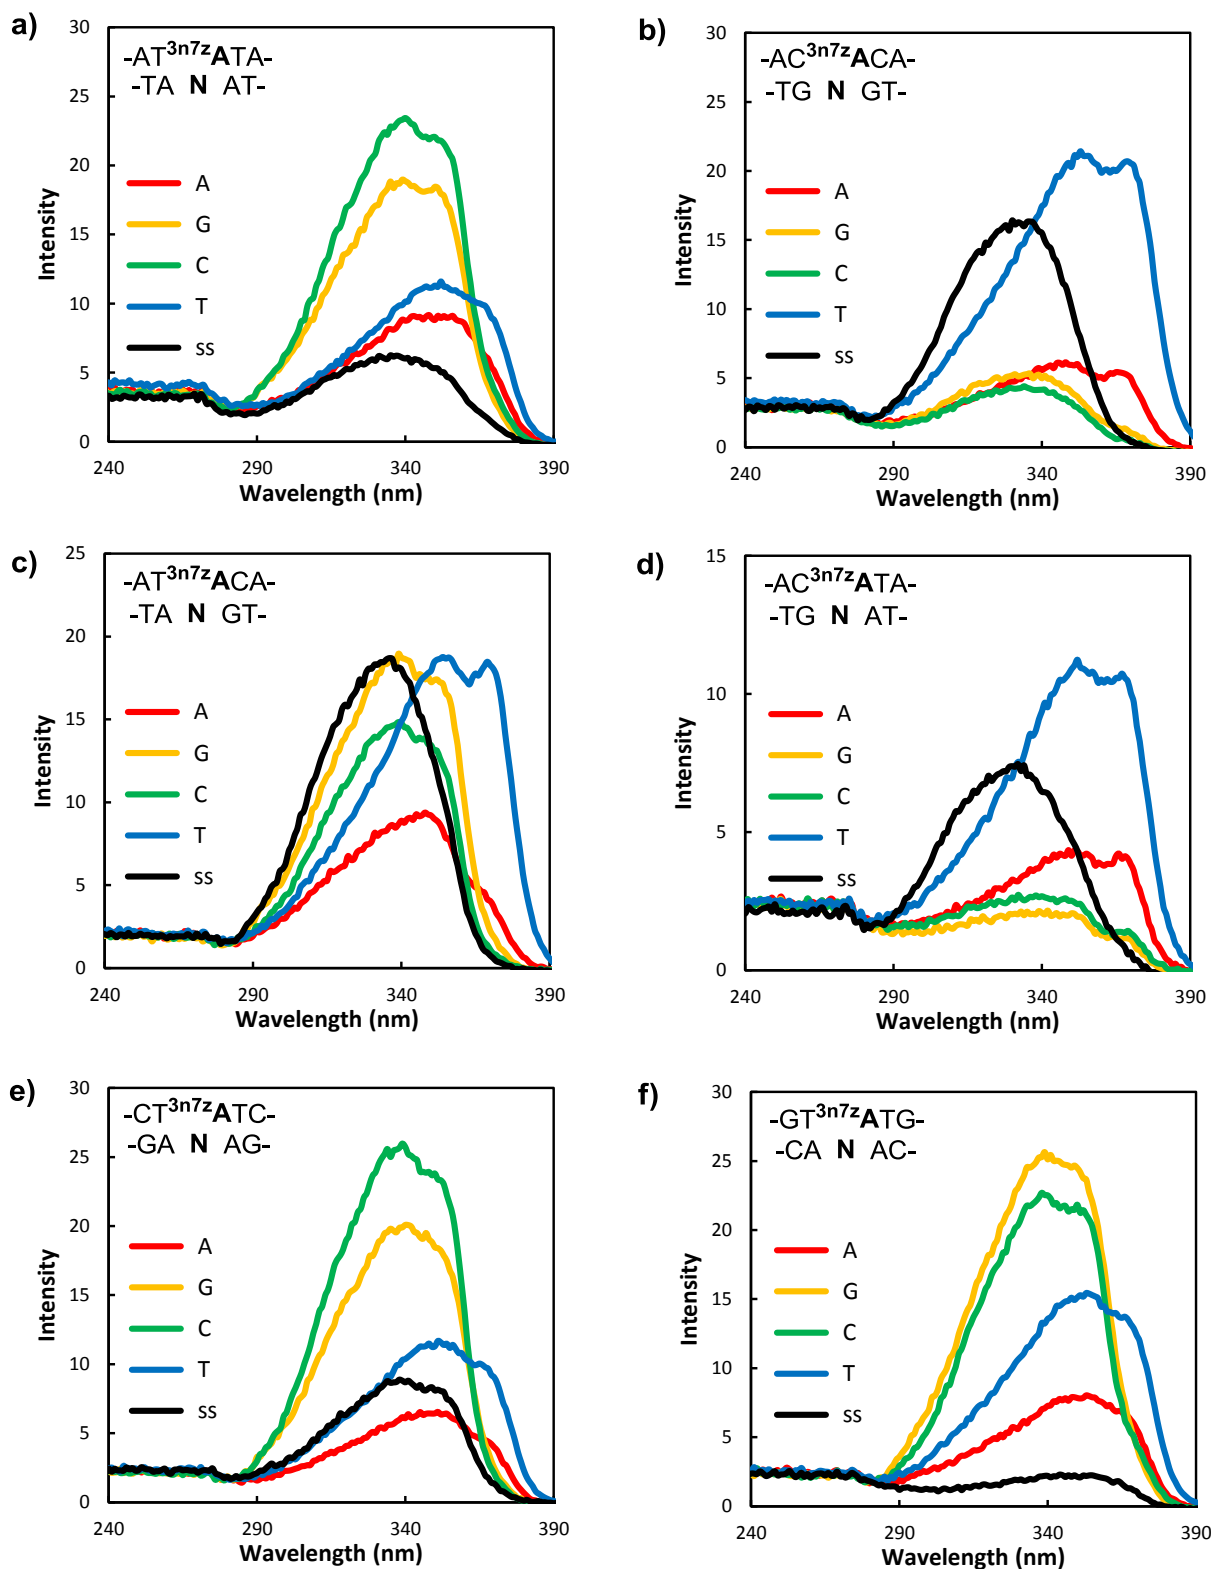 a)
-AT3n7zATA-
-TA N AT-
Intensity
30
25
20
15
10
5
0
A
G
C
T
ss
240 290 340 390
Wavelength (nm)
b)
-AC3n7zACA-
-TG N GT-
Intensity
30
25
20
15
10
5
0
A
G
C
T
ss
240 290 340 390
Wavelength (nm)
c)
-AT3n7zACA-
-TA N GT-
Intensity
25
20
15
10
5
0
A
G
C
T
ss
240 290 340 390
Wavelength (nm)
d)
-AC3n7zATA-
-TG N AT-
Intensity
15
10
5
0
A
G
C
T
ss
240 290 340 390
Wavelength (nm)
e)
-CT3n7zATC-
-GA N AG-
Intensity
30
25
20
15
10
5
0
A
G
C
T
ss
240 290 340 390
Wavelength (nm)
f)
-GT3n7zATG-
-CA N AC-
Intensity
30
25
20
15
10
5
0
A
G
C
T
ss
240 290 340 390
Wavelength (nm)